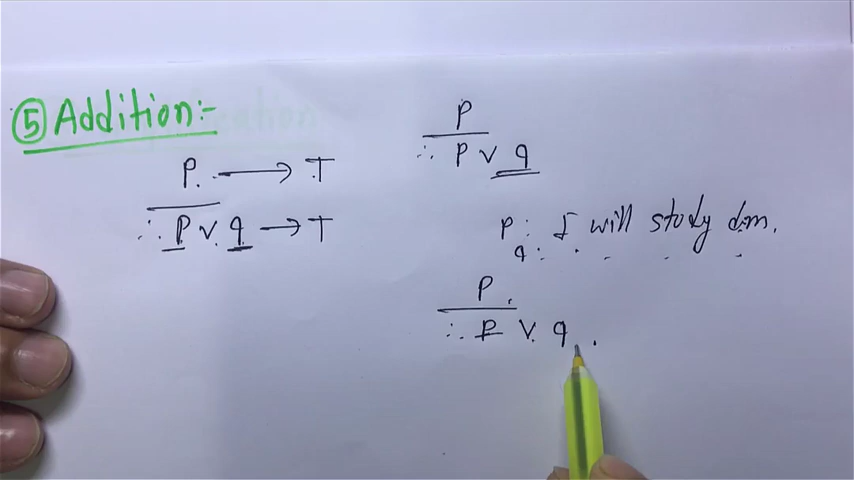 ⑤ Addition:-
P. → T
∴ P ∨ q → T
P
∴ P ∨ q
P: I will study dm.
q:
P.
∴ P ∨ q.